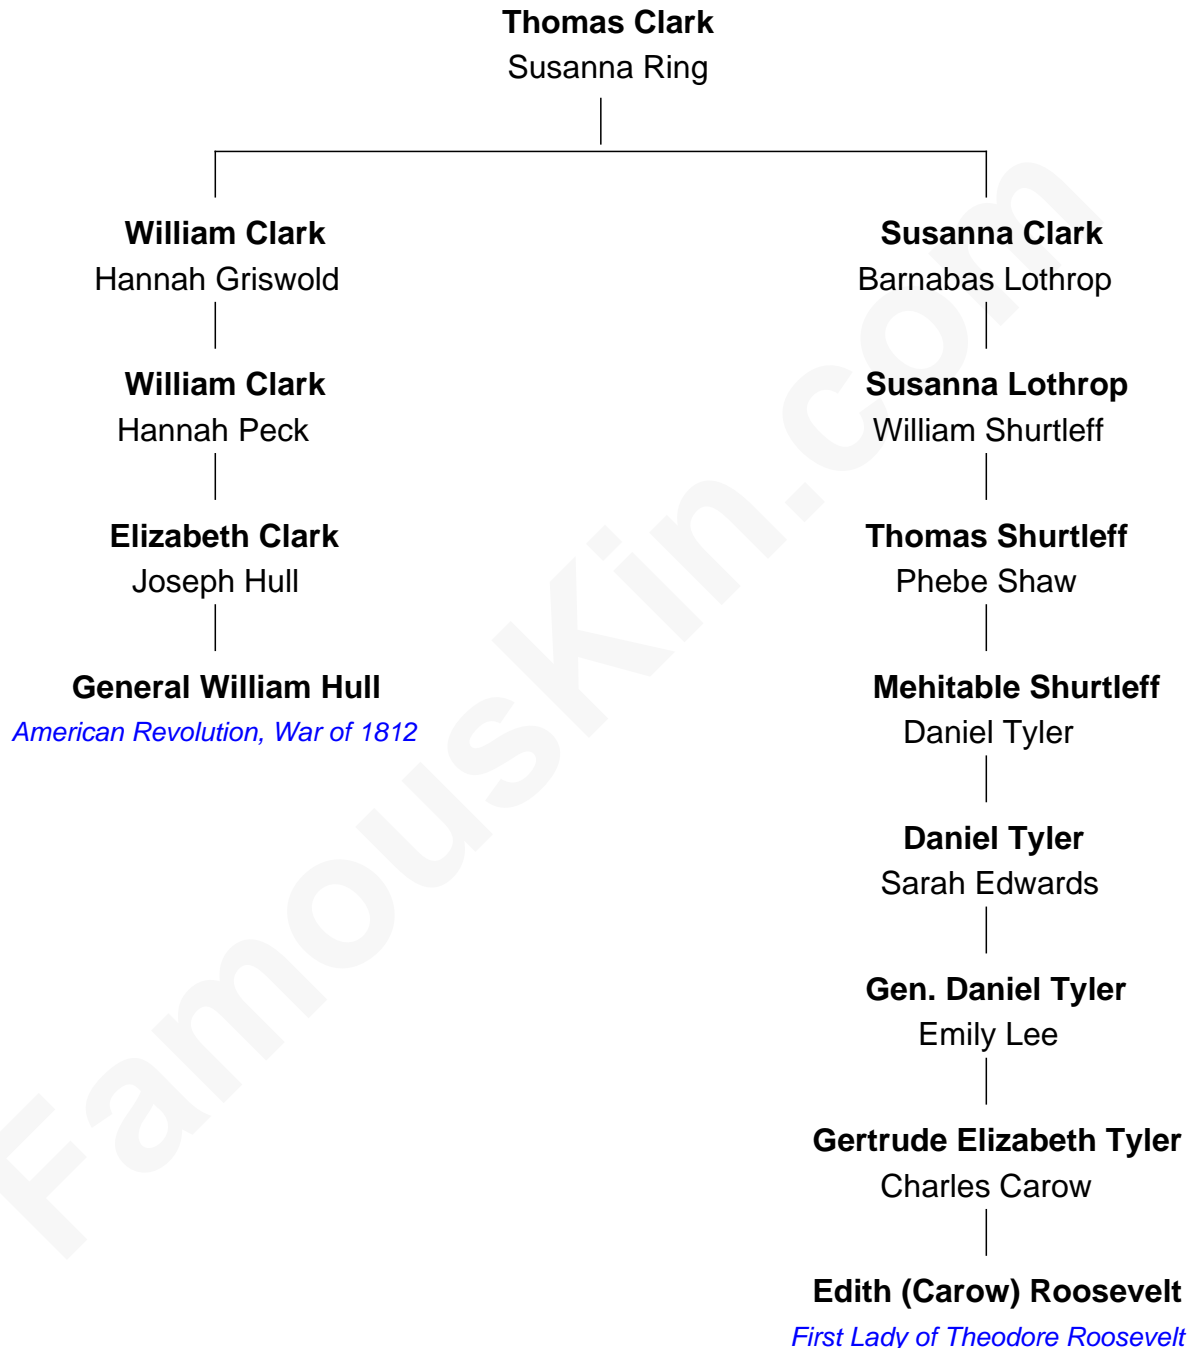 Thomas Clark
Susanna Ring
William Clark
Hannah Griswold
William Clark
Hannah Peck
Elizabeth Clark
Joseph Hull
General William Hull
American Revolution, War of 1812
Susanna Clark
Barnabas Lothrop
Susanna Lothrop
William Shurtleff
Thomas Shurtleff
Phebe Shaw
Mehitable Shurtleff
Daniel Tyler
Daniel Tyler
Sarah Edwards
Gen. Daniel Tyler
Emily Lee
Gertrude Elizabeth Tyler
Charles Carow
Edith (Carow) Roosevelt
First Lady of Theodore Roosevelt
FamousKin.com